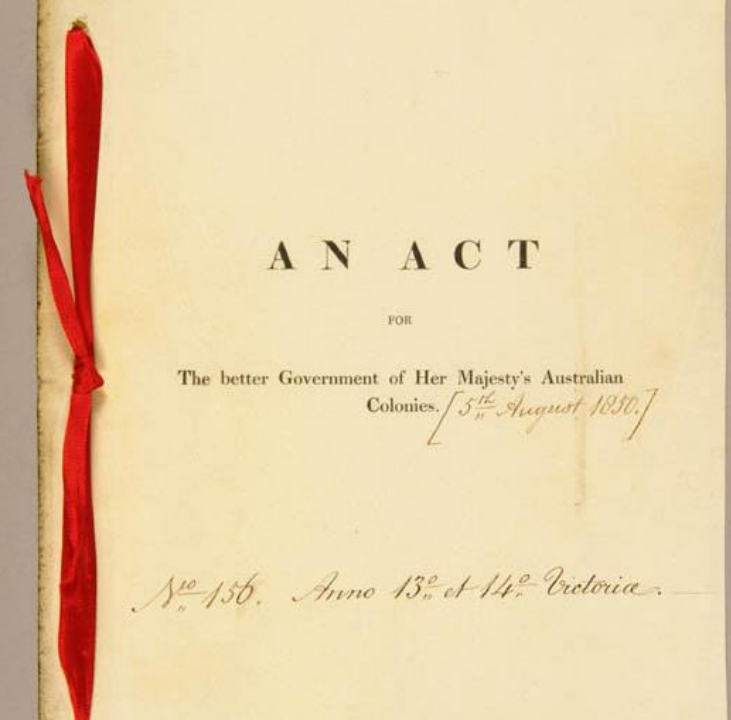 AN ACT
FOR
The better Government of Her Majesty's Australian
Colonies. [5th August 1850.]
No 156. Anno 13o et 14o Victoriæ.